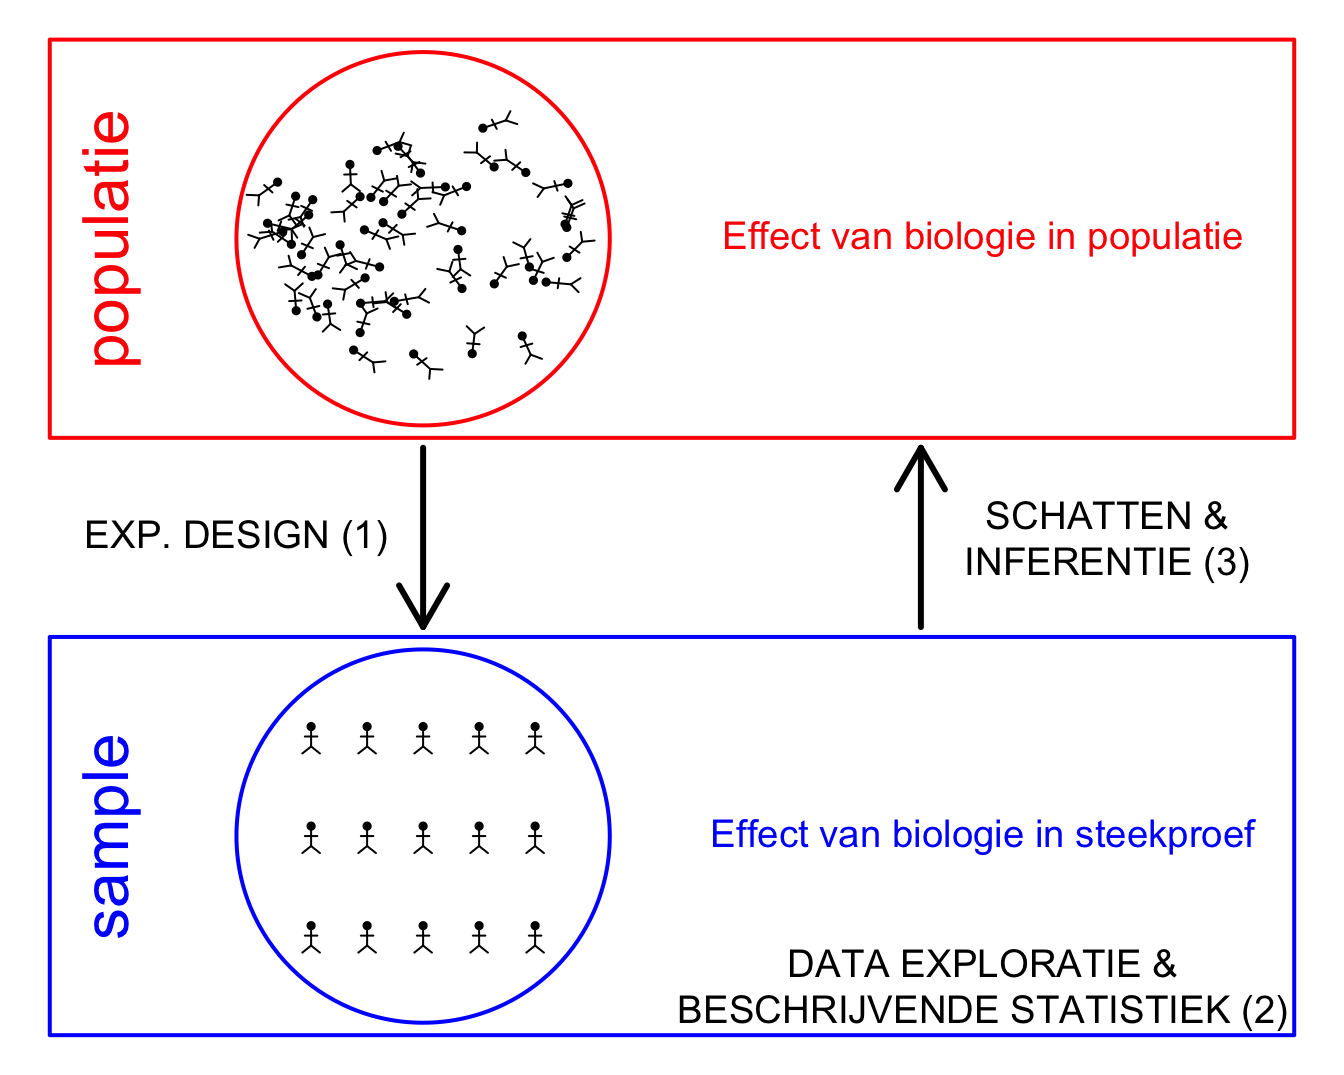 populatie
Effect van biologie in populatie
EXP. DESIGN (1)
SCHATTEN &
INFERENTIE (3)
sample
Effect van biologie in steekproef
DATA EXPLORATIE &
BESCHRIJVENDE STATISTIEK (2)